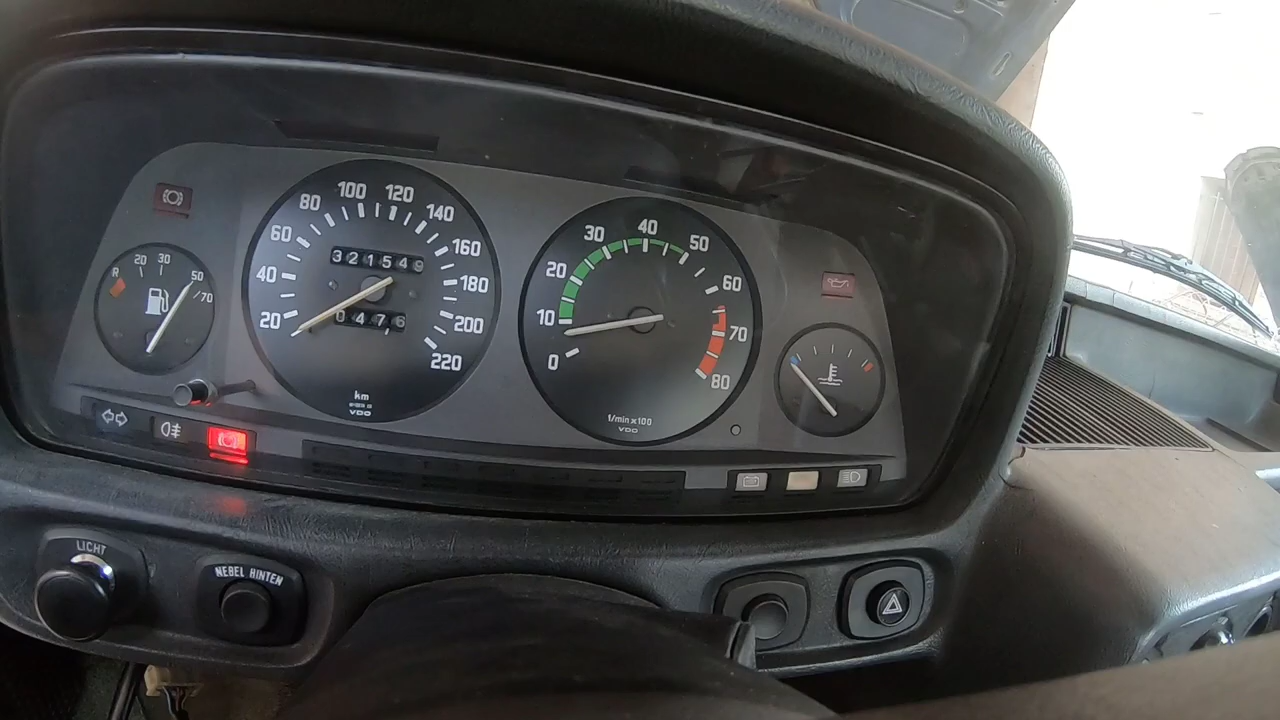 80 100 120 140
60 160
40 180
20 200
220
321549
0476
km
VDO
R 20 30 50 /70
30 40 50
20 60
10 70
0 80
1/min x 100
VDO
LICHT
NEBEL HINTEN